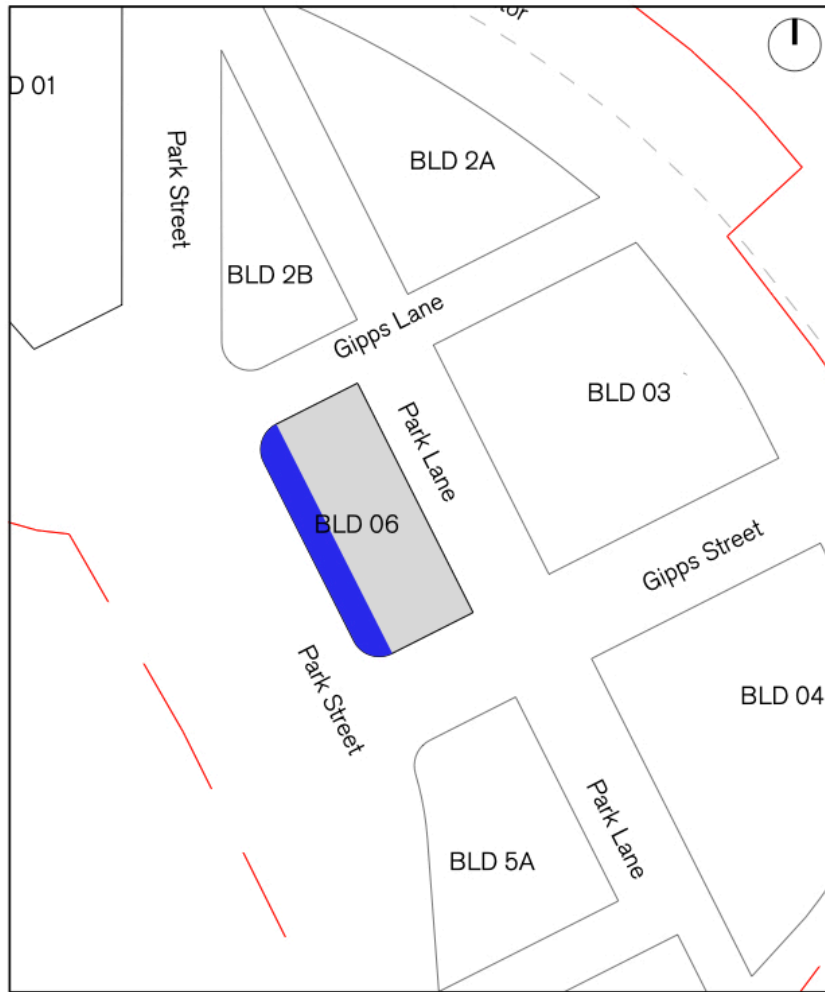 D 01
Park Street
BLD 2A
BLD 2B
Gipps Lane
BLD 03
Park Lane
BLD 06
Gipps Street
Park Street
BLD 04
Park Lane
BLD 5A